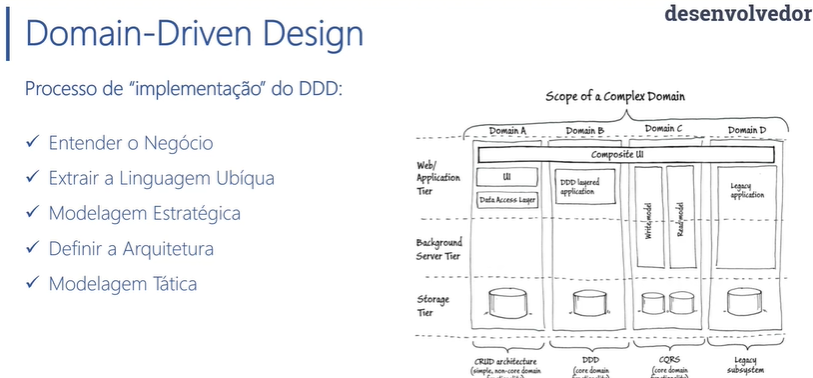 desenvolvedor
Domain-Driven Design
Processo de “implementação” do DDD:
✓ Entender o Negócio
✓ Extrair a Linguagem Ubíqua
✓ Modelagem Estratégica
✓ Definir a Arquitetura
✓ Modelagem Tática
Scope of a Complex Domain
Domain A
Domain B
Domain C
Domain D
Composite UI
Web/
Application
Tier
UI
Data Access Layer
DDD layered
application
Write model
Read model
Legacy
application
Background
Server Tier
Storage
Tier
CRUD architecture
(simple, non-core domain
DDD
(core domain
CQRS
(core domain
Legacy
subsystem